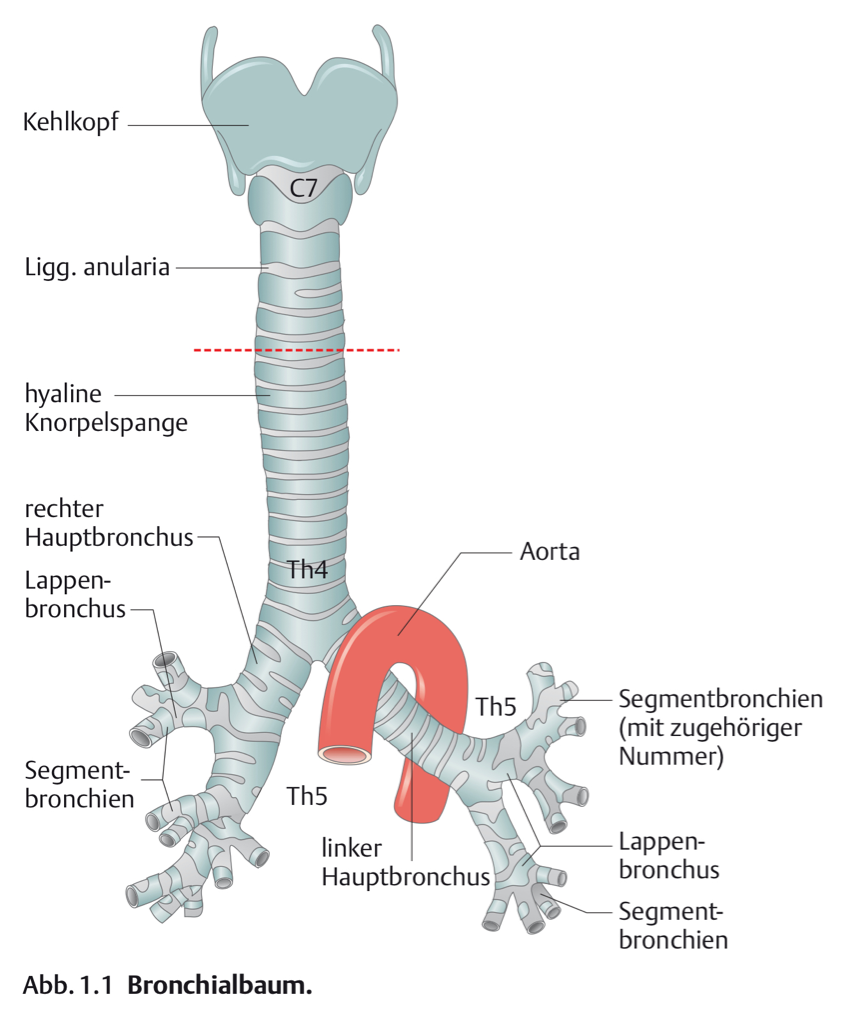 Kehlkopf
C7
Ligg. anularia
hyaline
Knorpelspange
rechter
Hauptbronchus
Th4
Aorta
Lappen-
bronchus
Th5
Segmentbronchien
(mit zugehöriger
Nummer)
Segment-
bronchien
Th5
linker
Hauptbronchus
Lappen-
bronchus
Segment-
bronchien
Abb. 1.1 Bronchialbaum.